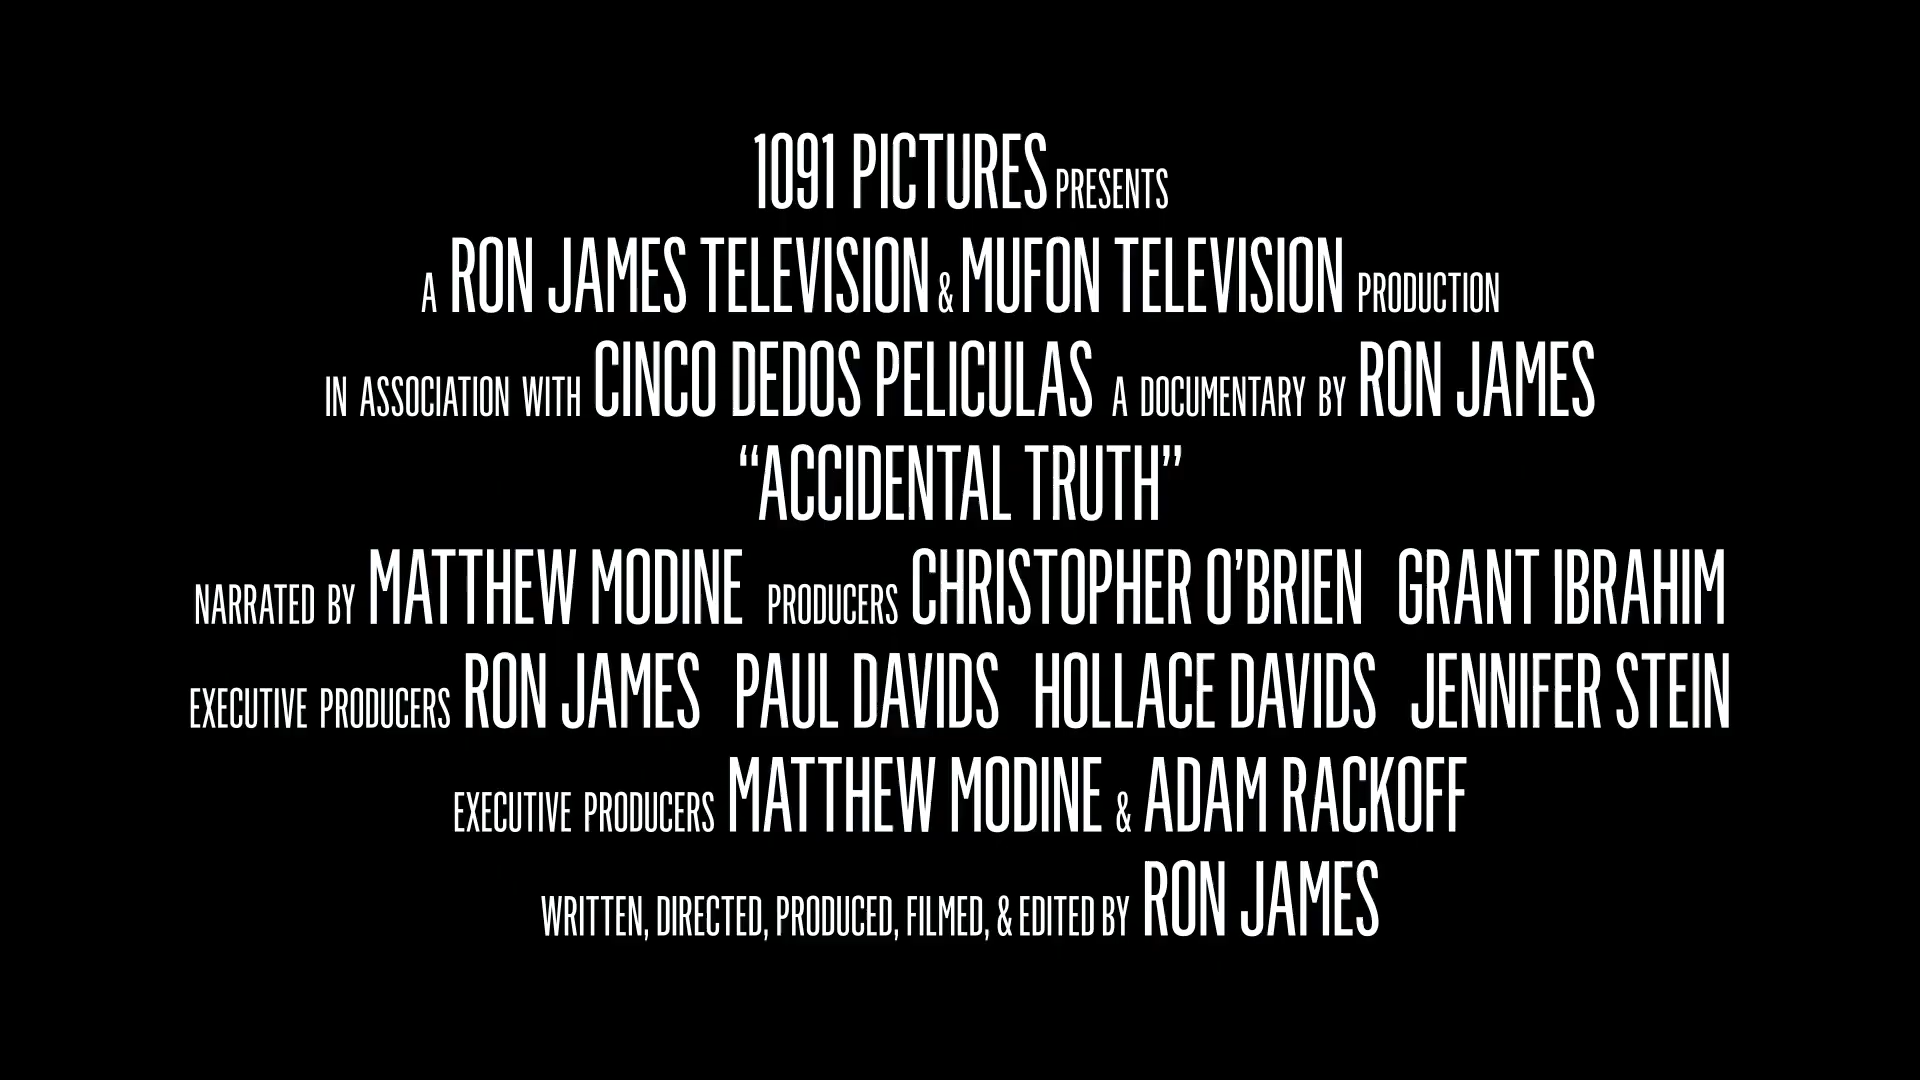 1091 PICTURES PRESENTS
A RON JAMES TELEVISION & MUFON TELEVISION PRODUCTION
IN ASSOCIATION WITH CINCO DEDOS PELICULAS A DOCUMENTARY BY RON JAMES
“ACCIDENTAL TRUTH”
NARRATED BY MATTHEW MODINE PRODUCERS CHRISTOPHER O’BRIEN GRANT IBRAHIM
EXECUTIVE PRODUCERS RON JAMES PAUL DAVIDS HOLLACE DAVIDS JENNIFER STEIN
EXECUTIVE PRODUCERS MATTHEW MODINE & ADAM RACKOFF
WRITTEN, DIRECTED, PRODUCED, FILMED, & EDITED BY RON JAMES